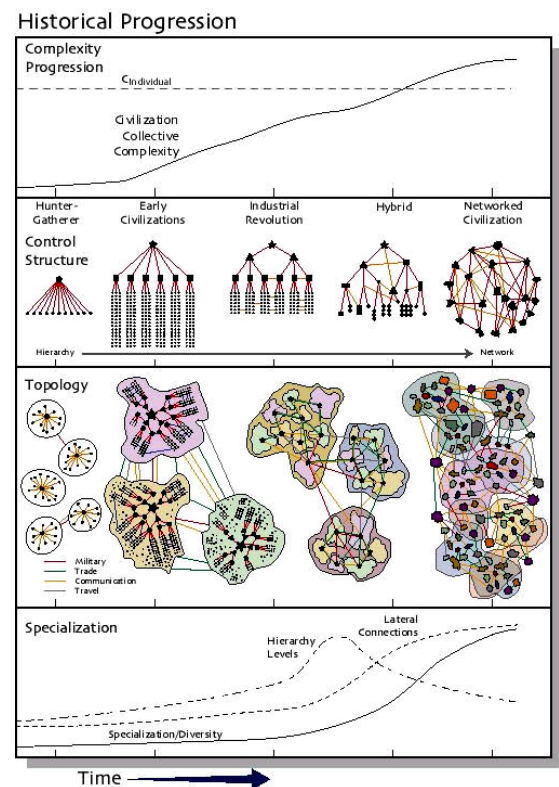 Historical Progression
Complexity
Progression
CIndividual
Civilization
Collective
Complexity
Hunter-
Gatherer
Early
Civilizations
Industrial
Revolution
Hybrid
Networked
Civilization
Control
Structure
Hierarchy
Network
Topology
Military
Trade
Communication
Travel
Specialization
Hierarchy
Levels
Lateral
Connections
Specialization/Diversity
Time